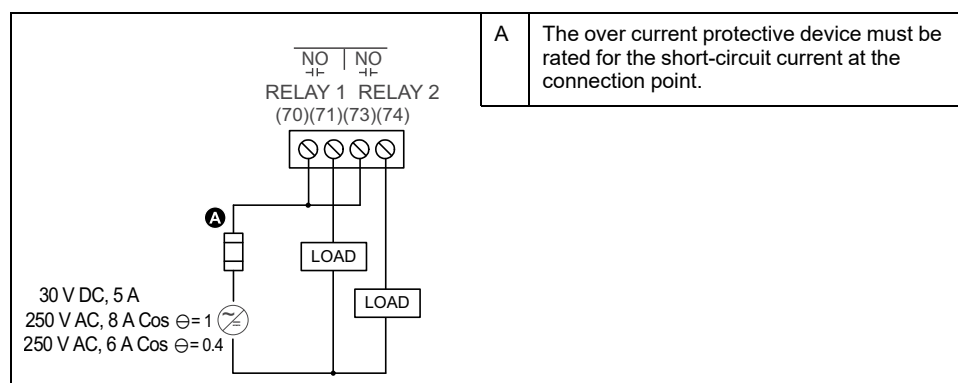 NO NO
RELAY 1 RELAY 2
(70)(71)(73)(74)
A
LOAD
LOAD
30 V DC, 5 A
250 V AC, 8 A Cos ⊖= 1
250 V AC, 6 A Cos ⊖= 0.4
A
The over current protective device must be
rated for the short-circuit current at the
connection point.